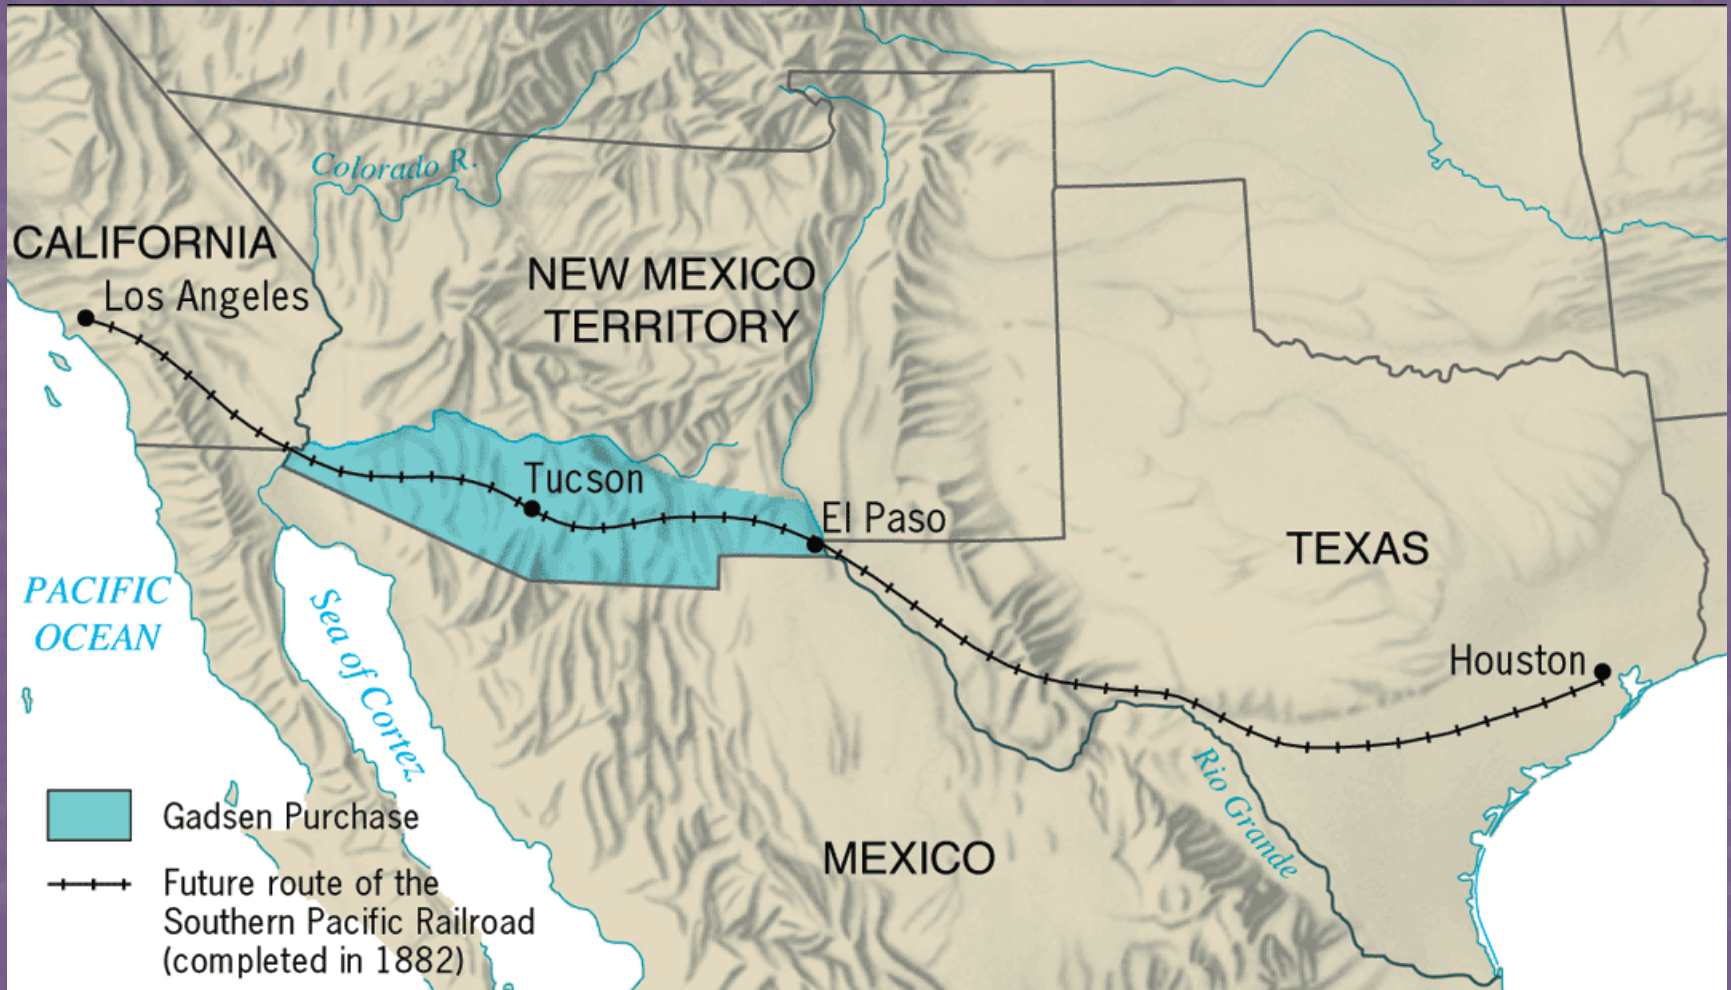 Colorado R.
CALIFORNIA
Los Angeles
NEW MEXICO
TERRITORY
Tucson
El Paso
TEXAS
PACIFIC
OCEAN
Sea of Cortez
Houston
Rio Grande
MEXICO
Gadsen Purchase
Future route of the
Southern Pacific Railroad
(completed in 1882)